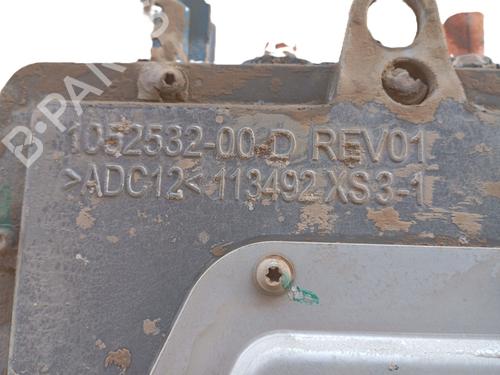 B-PARTS
1052532-00-D REV01
>ADC12< 113492 XS3-1